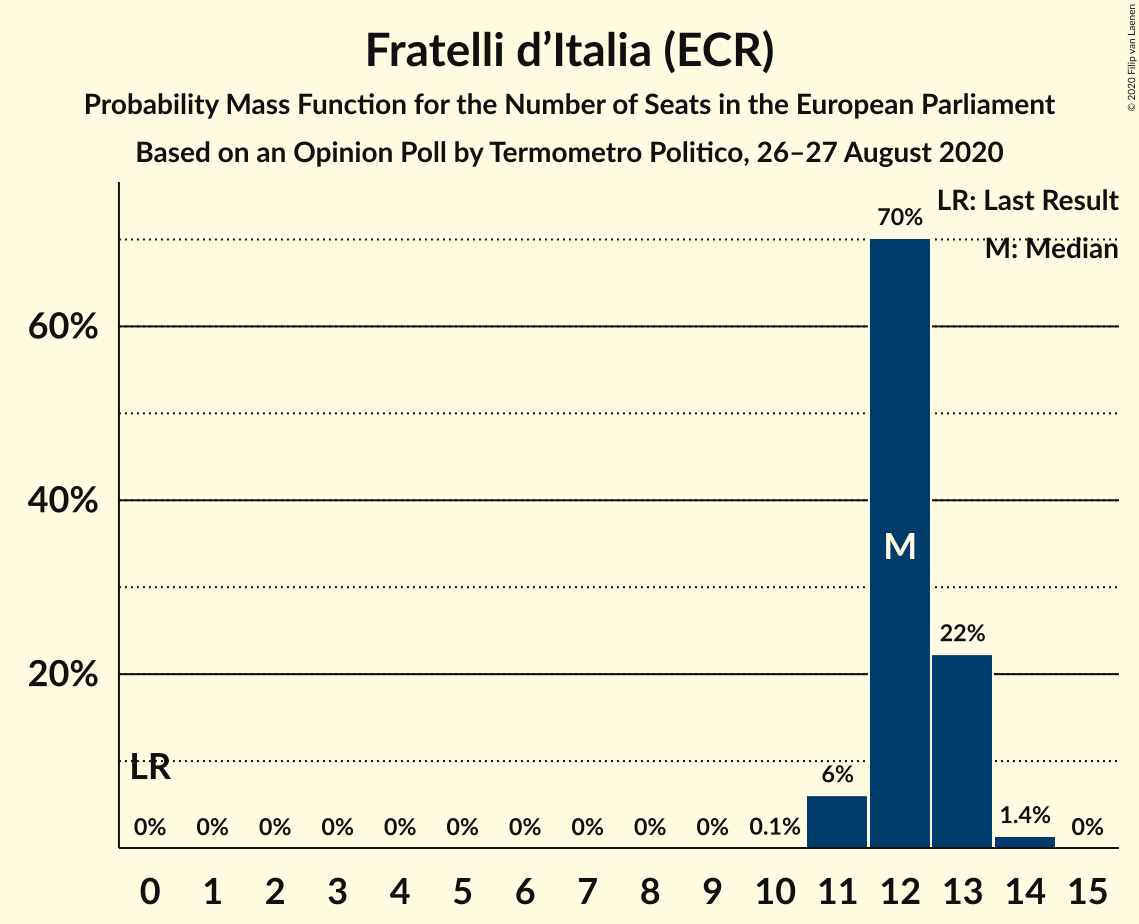 Fratelli d’Italia (ECR)
Probability Mass Function for the Number of Seats in the European Parliament
Based on an Opinion Poll by Termometro Politico, 26–27 August 2020
© 2020 Filip van Laenen
LR: Last Result
M: Median
70%
60%
40%
M
22%
20%
LR
6%
0% 0% 0% 0% 0% 0% 0% 0% 0% 0% 0.1% 1.4% 0%
0 1 2 3 4 5 6 7 8 9 10 11 12 13 14 15